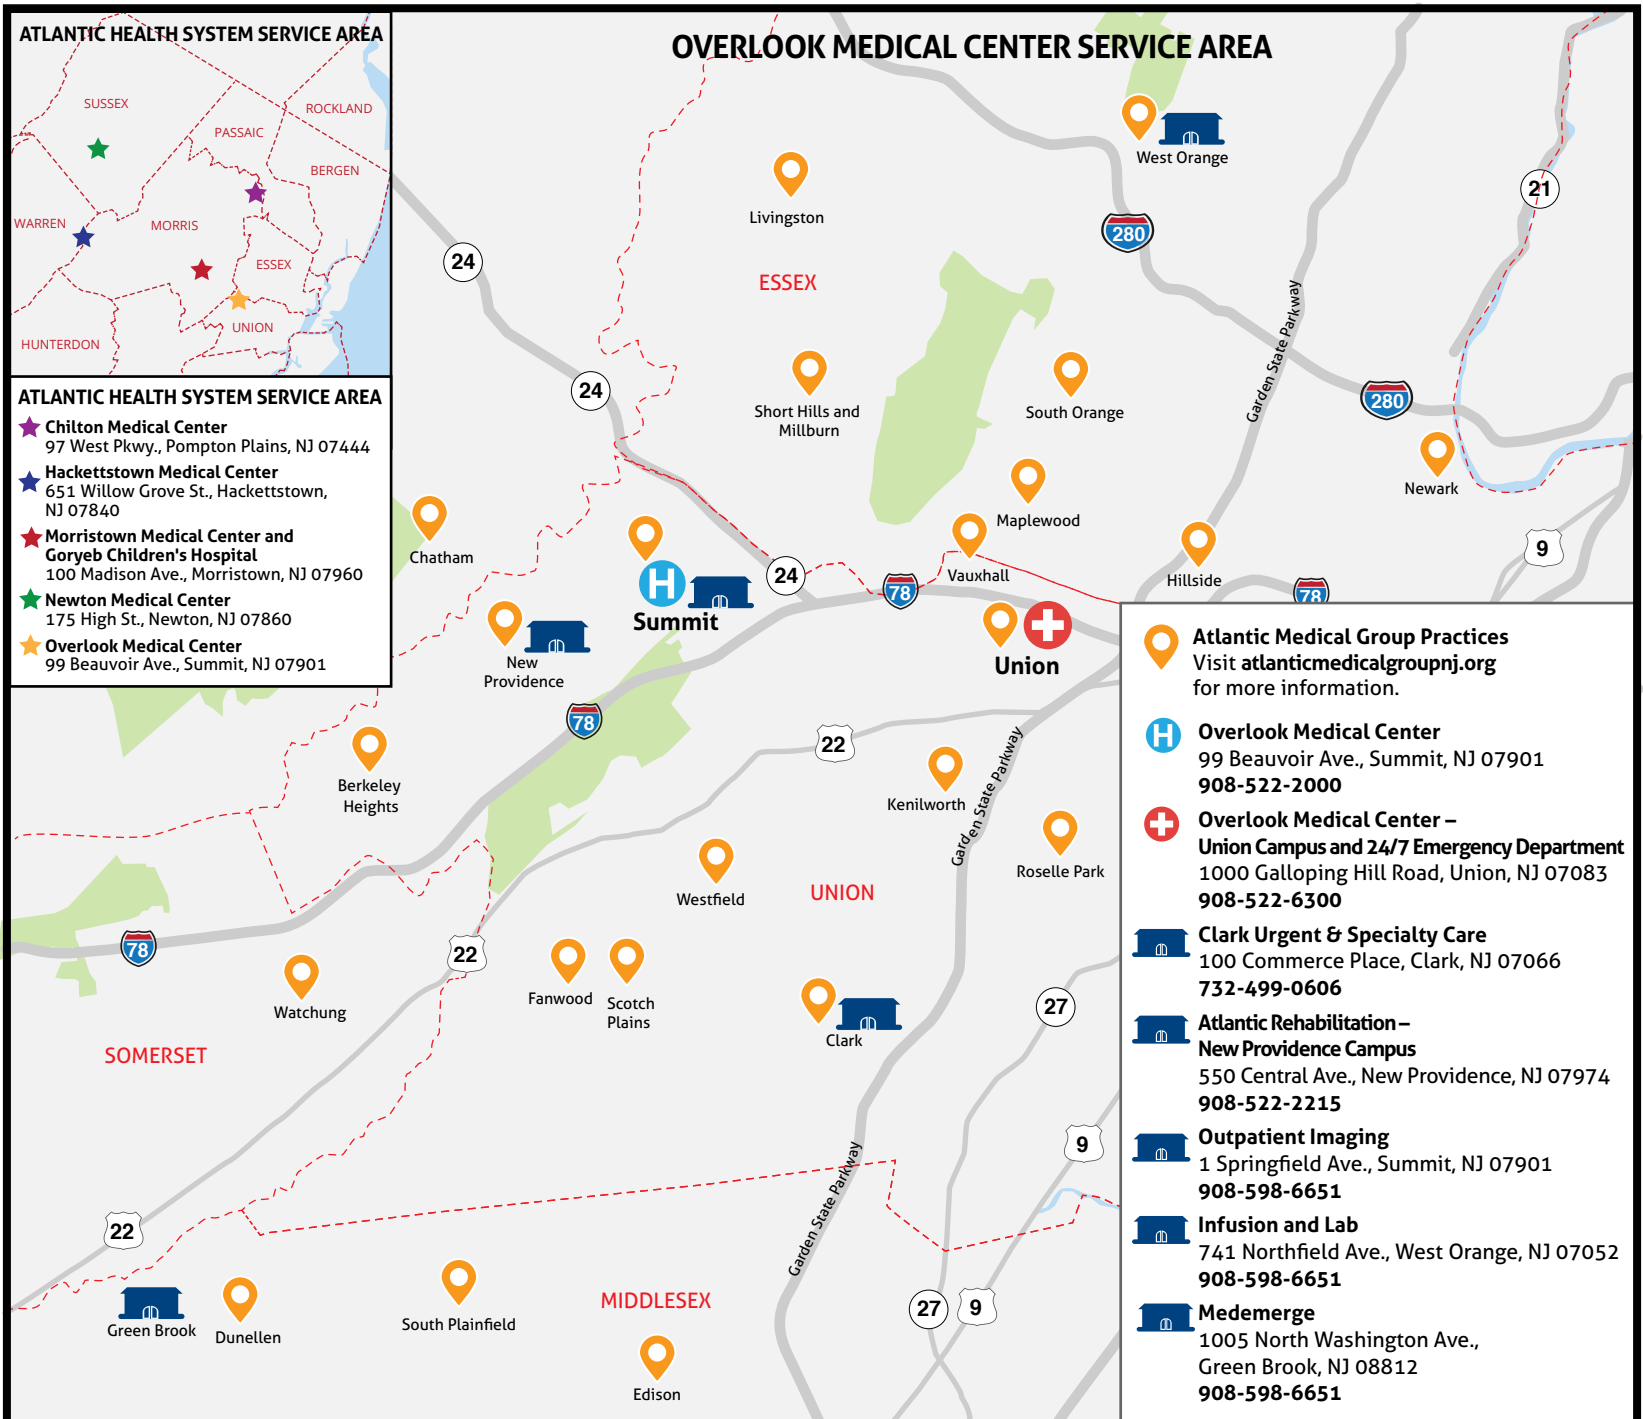 ATLANTIC HEALTH SYSTEM SERVICE AREA
SUSSEX
ROCKLAND
PASSAIC
BERGEN
WARREN
MORRIS
ESSEX
UNION
HUNTERDON
ATLANTIC HEALTH SYSTEM SERVICE AREA
Chilton Medical Center
97 West Pkwy., Pompton Plains, NJ 07444
Hackettstown Medical Center
651 Willow Grove St., Hackettstown,
NJ 07840
Morristown Medical Center and
Goryeb Children's Hospital
100 Madison Ave., Morristown, NJ 07960
Newton Medical Center
175 High St., Newton, NJ 07860
Overlook Medical Center
99 Beauvoir Ave., Summit, NJ 07901
OVERLOOK MEDICAL CENTER SERVICE AREA
West Orange
21
Livingston
280
24
ESSEX
Garden State Parkway
24
280
Short Hills and
Millburn
South Orange
Newark
Maplewood
Chatham
9
24
Vauxhall
Hillside
78
78
H
Summit
New
Providence
Union
78
22
Berkeley
Heights
Kenilworth
Garden State Parkway
Roselle Park
Westfield
UNION
78
22
Watchung
Fanwood
Scotch
Plains
27
Clark
SOMERSET
9
Garden State Parkway
22
Green Brook
Dunellen
South Plainfield
MIDDLESEX
27
9
Edison
Atlantic Medical Group Practices
Visit atlanticmedicalgroupnj.org
for more information.
H
Overlook Medical Center
99 Beauvoir Ave., Summit, NJ 07901
908-522-2000
Overlook Medical Center –
Union Campus and 24/7 Emergency Department
1000 Galloping Hill Road, Union, NJ 07083
908-522-6300
Clark Urgent & Specialty Care
100 Commerce Place, Clark, NJ 07066
732-499-0606
Atlantic Rehabilitation –
New Providence Campus
550 Central Ave., New Providence, NJ 07974
908-522-2215
Outpatient Imaging
1 Springfield Ave., Summit, NJ 07901
908-598-6651
Infusion and Lab
741 Northfield Ave., West Orange, NJ 07052
908-598-6651
Medemerge
1005 North Washington Ave.,
Green Brook, NJ 08812
908-598-6651